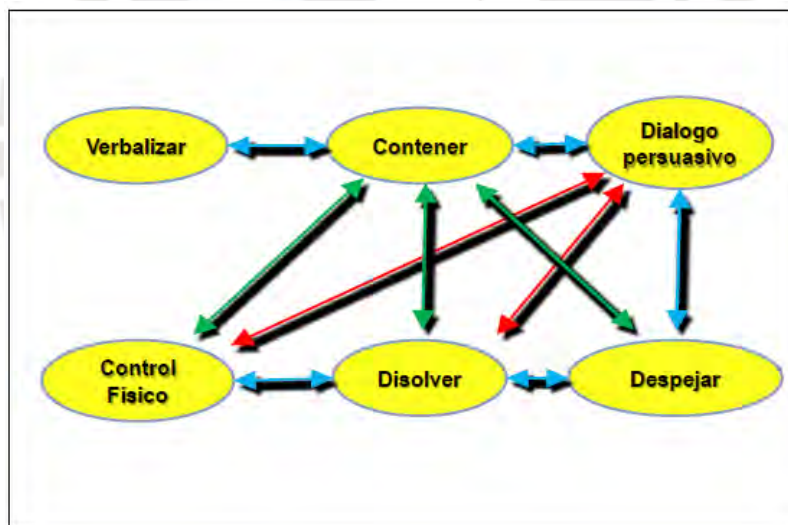 Verbalizar
Contener
Dialogo
persuasivo
Control
Físico
Disolver
Despejar